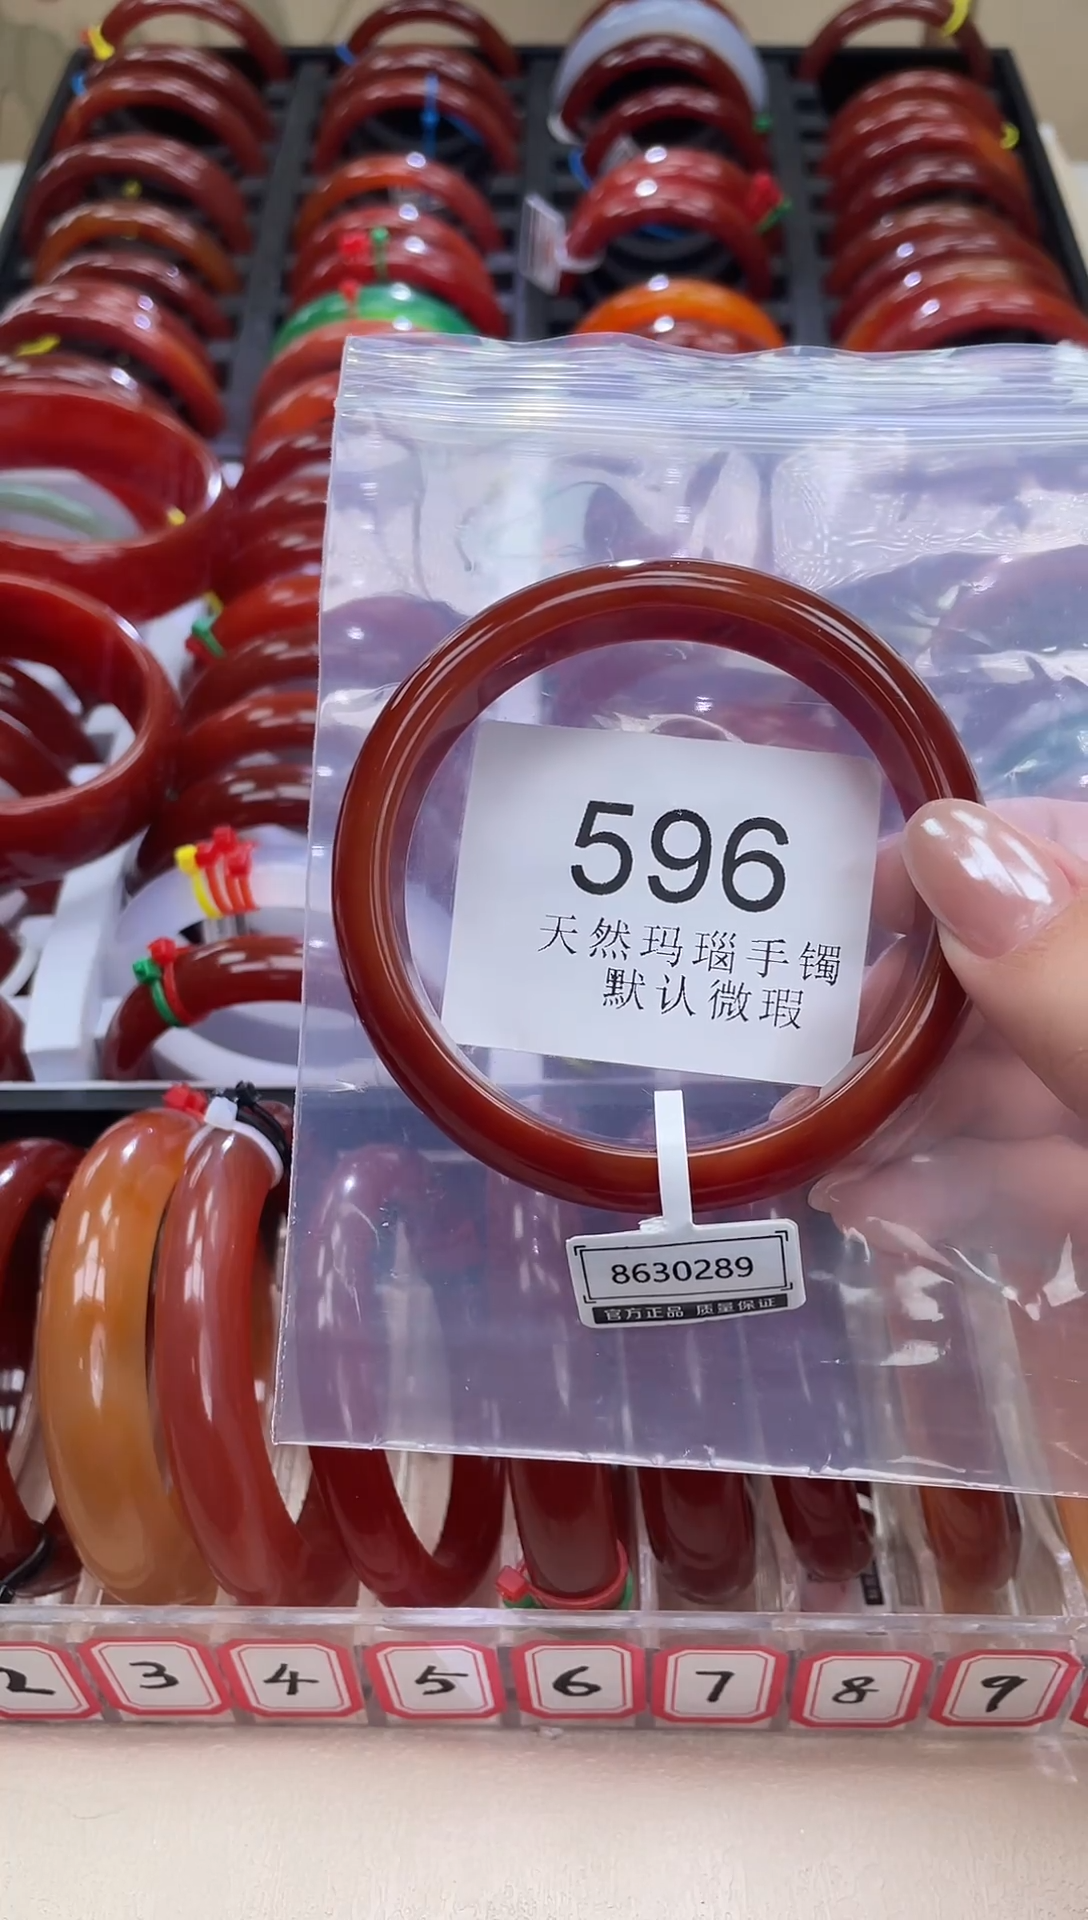 596
天然玛瑙手镯
默认微瑕
8630289
官方正品 质量保证
2 3 4 5 6 7 8 9